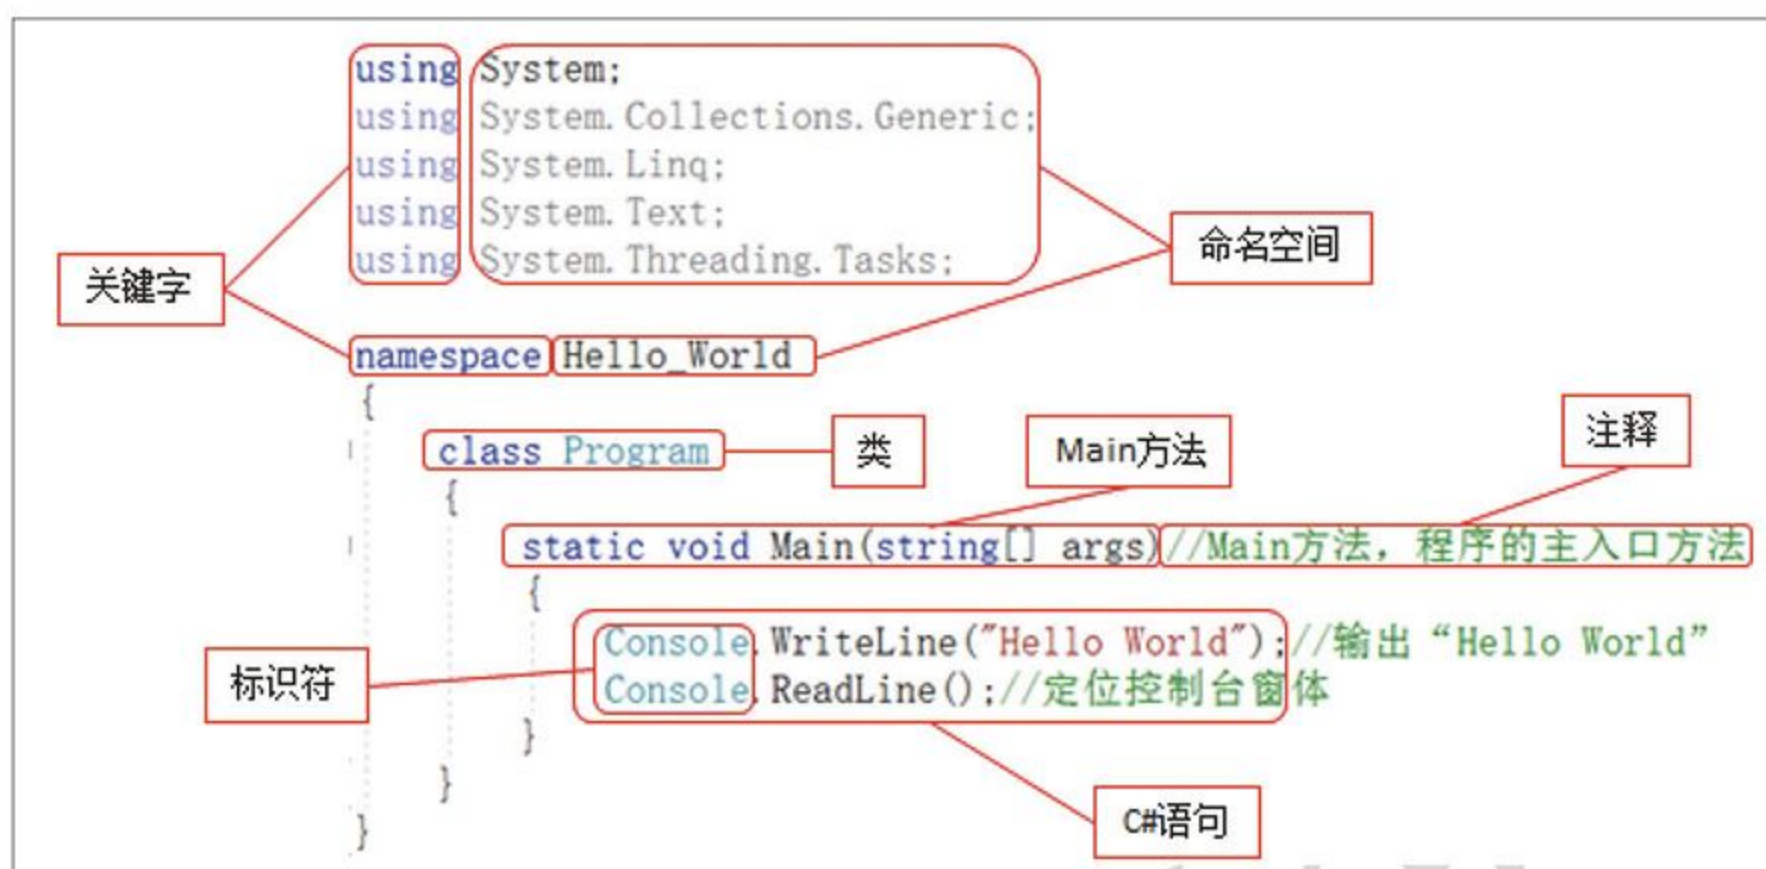 using System;
using System.Collections.Generic;
using System.Linq;
using System.Text;
命名空间
using System.Threading.Tasks;
关键字
namespace Hello_World
{
注释
class Program 类 Main方法
{
static void Main(string[] args)//Main方法，程序的主入口方法
{
Console.WriteLine("Hello World");//输出“Hello World”
标识符
Console.ReadLine();//定位控制台窗体
}
}
C#语句
}